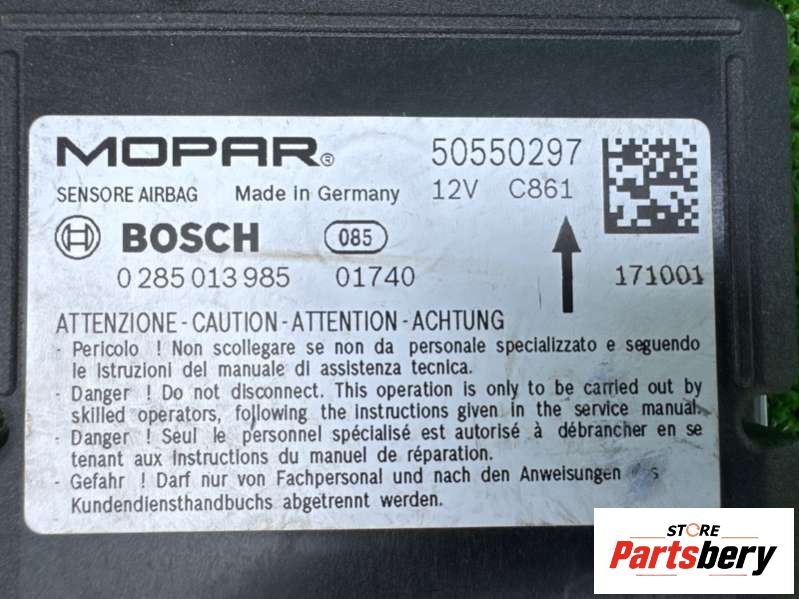 MOPAR® 50550297
SENSORE AIRBAG Made in Germany 12V C861
BOSCH 085
0 285 013 985 01740 171001
ATTENZIONE - CAUTION - ATTENTION - ACHTUNG
- Pericolo ! Non scollegare se non da personale specializzato e seguendo
le istruzioni del manuale di assistenza tecnica.
- Danger ! Do not disconnect. This operation is only to be carried out by
skilled operators, following the instructions given in the service manual.
- Danger ! Seul le personnel spécialisé est autorisé à débrancher en se
tenant aux instructions du manuel de réparation.
- Gefahr ! Darf nur von Fachpersonal und nach den Anweisungen
Kundendiensthandbuchs abgetrennt werden.
STORE
Partsbery